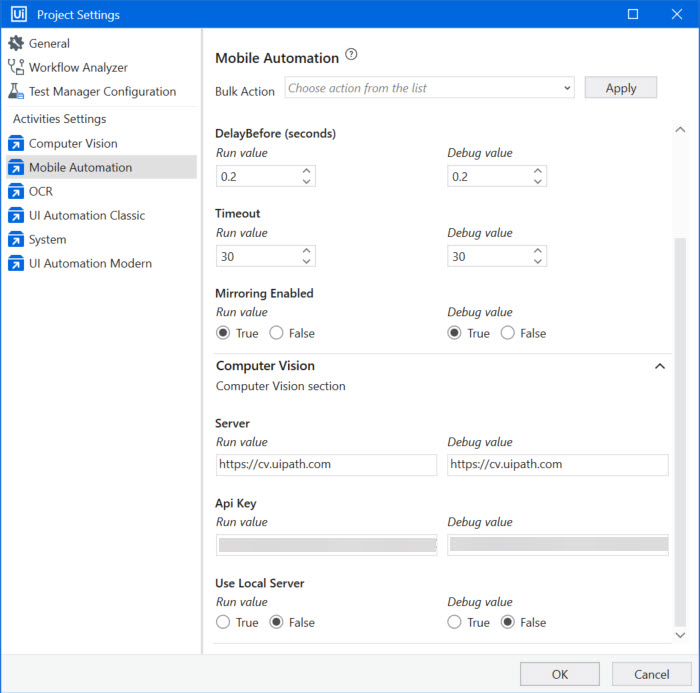 Ui Project Settings
General
Workflow Analyzer
Test Manager Configuration
Activities Settings
Computer Vision
Mobile Automation
OCR
UI Automation Classic
System
UI Automation Modern
Mobile Automation ?
Bulk Action Choose action from the list Apply
DelayBefore (seconds)
Run value Debug value
0.2 0.2
Timeout
Run value Debug value
30 30
Mirroring Enabled
Run value Debug value
True False True False
Computer Vision
Computer Vision section
Server
Run value Debug value
https://cv.uipath.com https://cv.uipath.com
Api Key
Run value Debug value
Use Local Server
Run value Debug value
True False True False
OK Cancel